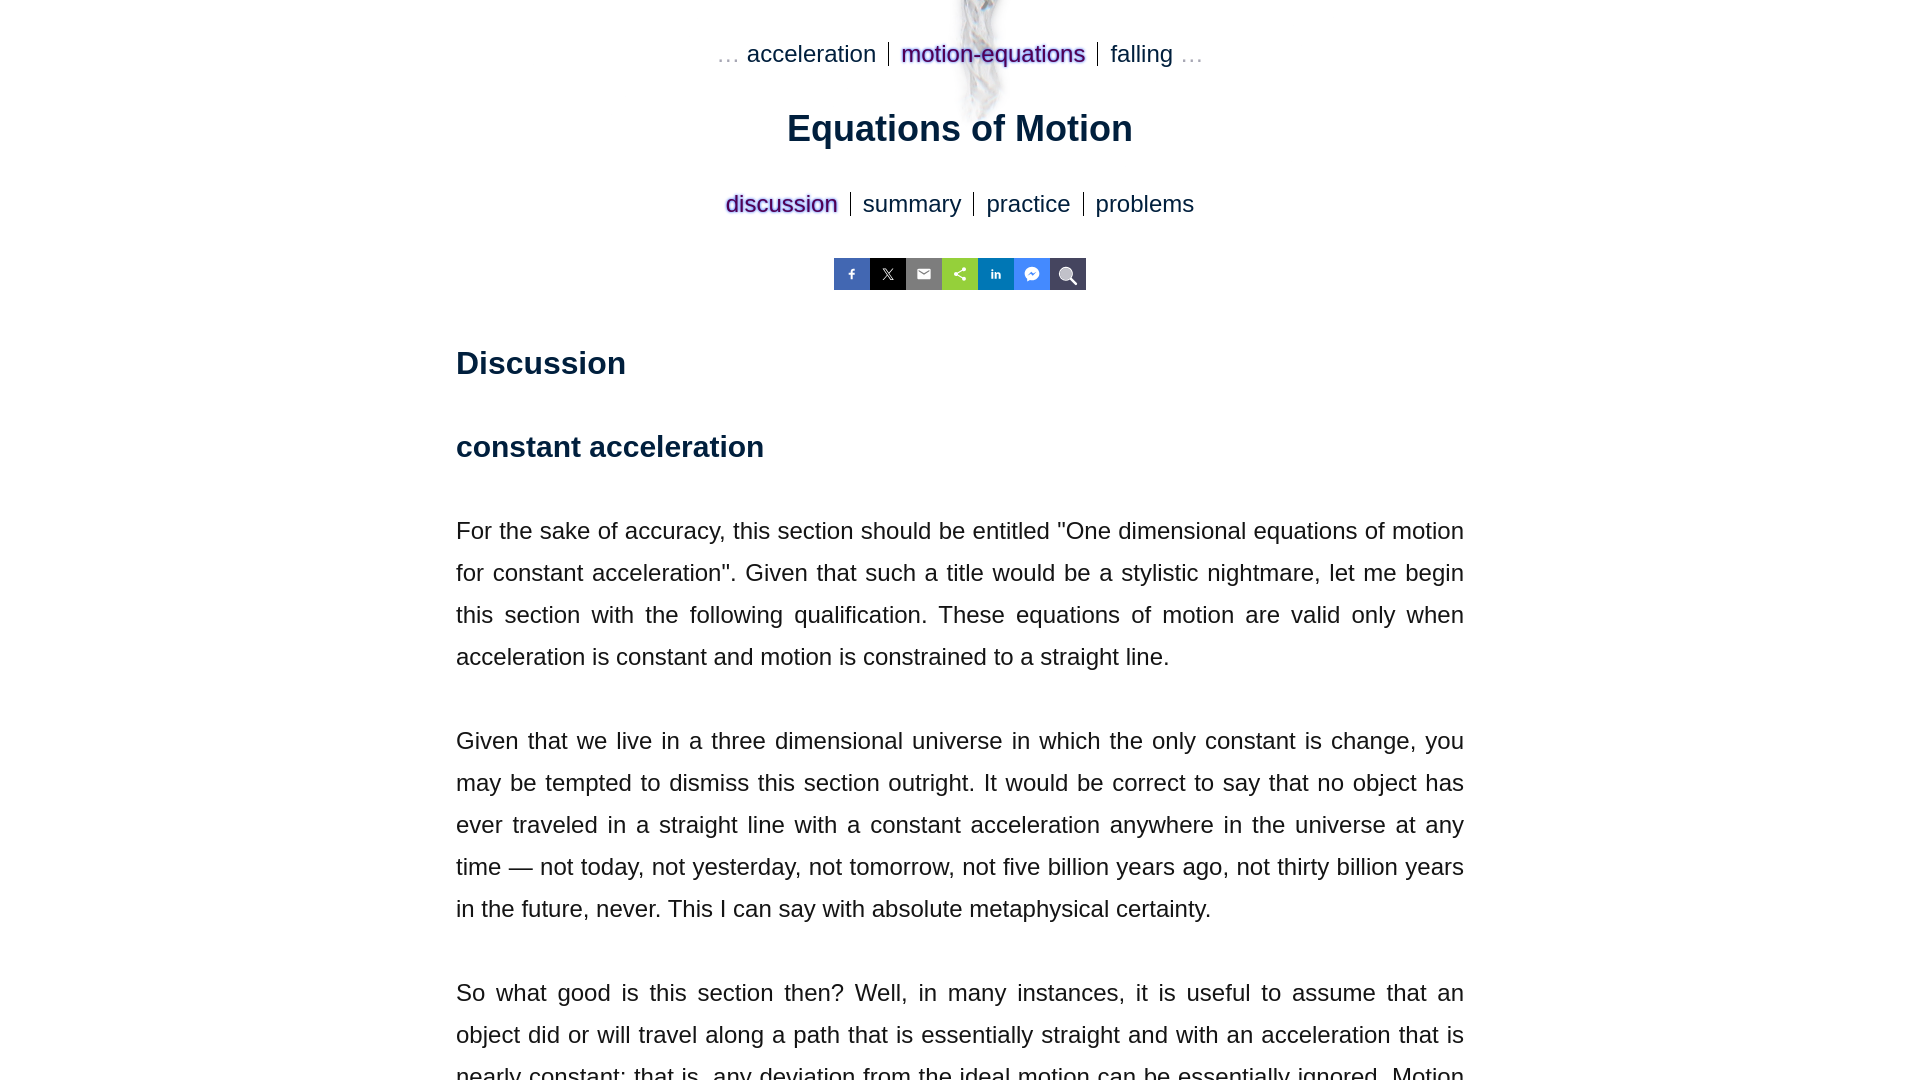 … acceleration | motion-equations | falling …
Equations of Motion
discussion | summary | practice | problems
Discussion
constant acceleration
For the sake of accuracy, this section should be entitled "One dimensional equations of motion
for constant acceleration". Given that such a title would be a stylistic nightmare, let me begin
this section with the following qualification. These equations of motion are valid only when
acceleration is constant and motion is constrained to a straight line.
Given that we live in a three dimensional universe in which the only constant is change, you
may be tempted to dismiss this section outright. It would be correct to say that no object has
ever traveled in a straight line with a constant acceleration anywhere in the universe at any
time — not today, not yesterday, not tomorrow, not five billion years ago, not thirty billion years
in the future, never. This I can say with absolute metaphysical certainty.
So what good is this section then? Well, in many instances, it is useful to assume that an
object did or will travel along a path that is essentially straight and with an acceleration that is
nearly constant; that is, any deviation from the ideal motion can be essentially ignored. Motion